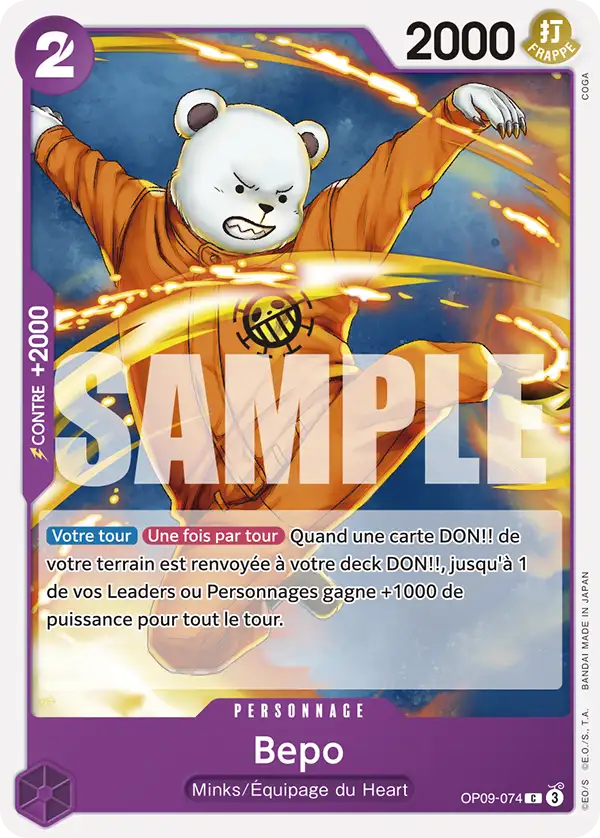 2
2000
打
FRAPPE
COGA
CONTRE +2000
SAMPLE
Votre tour Une fois par tour Quand une carte DON!! de
votre terrain est renvoyée à votre deck DON!!, jusqu'à 1
de vos Leaders ou Personnages gagne +1000 de
puissance pour tout le tour.
©EO/S ©E.O./S., T.A. BANDAI MADE IN JAPAN
PERSONNAGE
Bepo
Minks/Équipage du Heart
OP09-074 C 3